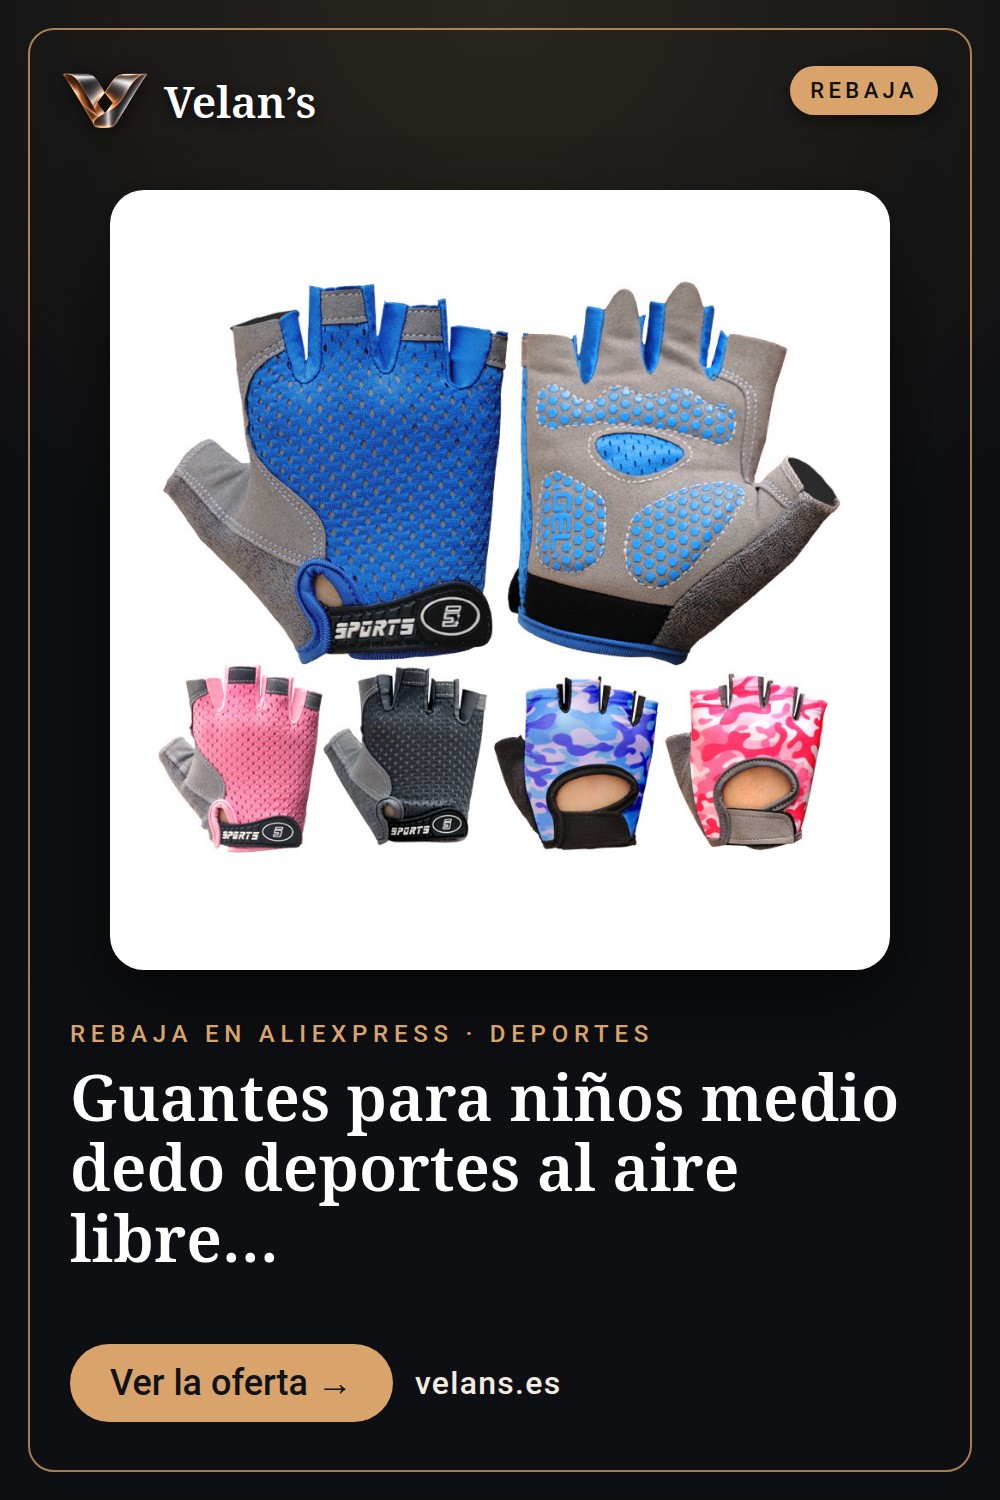 Velan’s
REBAJA
GEL
SPORTS
SPORTS
SPORTS
REBAJA EN ALIEXPRESS · DEPORTES
Guantes para niños medio
dedo deportes al aire
libre...
Ver la oferta →
velans.es